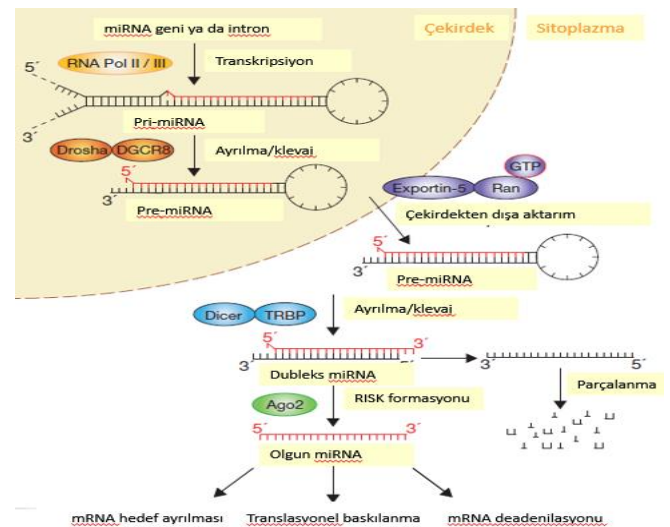 miRNA geni ya da intron
Çekirdek
Sitoplazma
5´
RNA Pol II / III
Transkripsiyon
3´
Pri-miRNA
Drosha DGCR8
Ayrılma/klevaj
5´
3´
Pre-miRNA
GTP
Exportin-5 Ran
Çekirdekten dışa aktarım
5´
3´
Pre-miRNA
Dicer TRBP
Ayrılma/klevaj
5´ 3´
3´ 5´
Dubleks miRNA
3´ 5´
Ago2
RISK formasyonu
Parçalanma
5´ 3´
Olgun miRNA
mRNA hedef ayrılması
Translasyonel baskılanma
mRNA deadenilasyonu